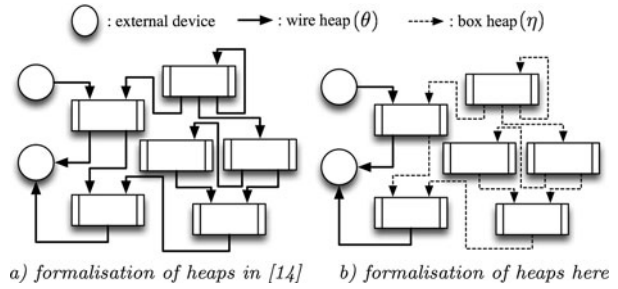 : external device : wire heap (θ) : box heap (η)
a) formalisation of heaps in [14] b) formalisation of heaps here